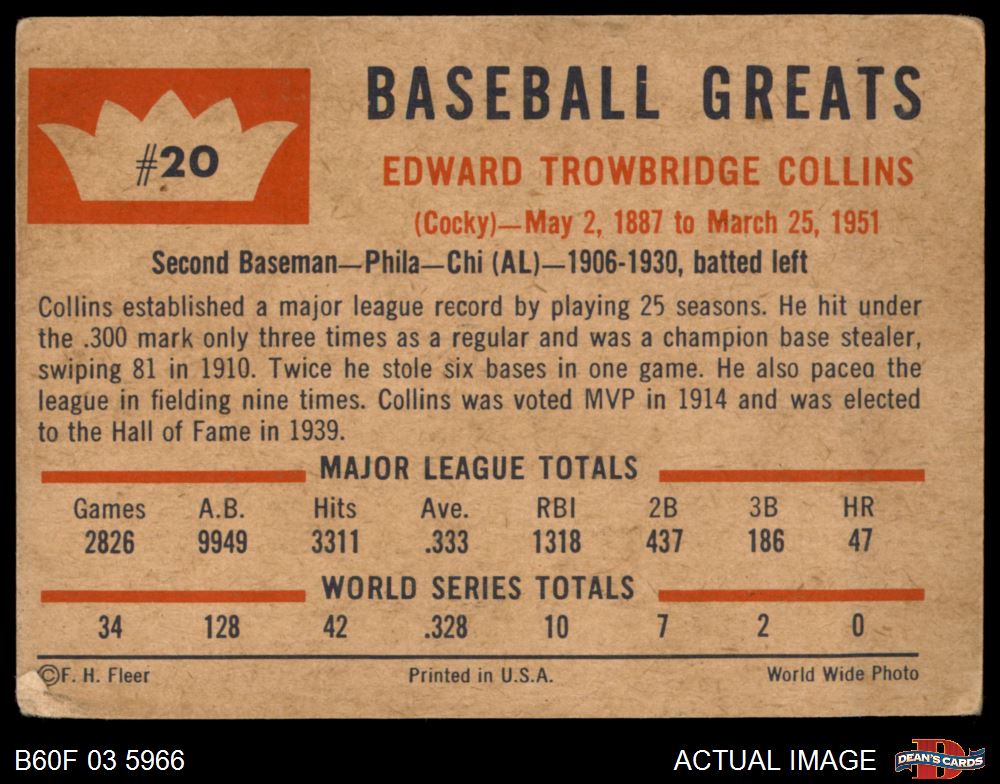 #20
BASEBALL GREATS
EDWARD TROWBRIDGE COLLINS
(Cocky)—May 2, 1887 to March 25, 1951
Second Baseman—Phila—Chi (AL)—1906-1930, batted left
Collins established a major league record by playing 25 seasons. He hit under
the .300 mark only three times as a regular and was a champion base stealer,
swiping 81 in 1910. Twice he stole six bases in one game. He also paced the
league in fielding nine times. Collins was voted MVP in 1914 and was elected
to the Hall of Fame in 1939.
MAJOR LEAGUE TOTALS
Games A.B. Hits Ave. RBI 2B 3B HR
2826 9949 3311 .333 1318 437 186 47
WORLD SERIES TOTALS
34 128 42 .328 10 7 2 0
©F. H. Fleer Printed in U.S.A. World Wide Photo
B60F 03 5966 ACTUAL IMAGE D DEAN'S CARDS